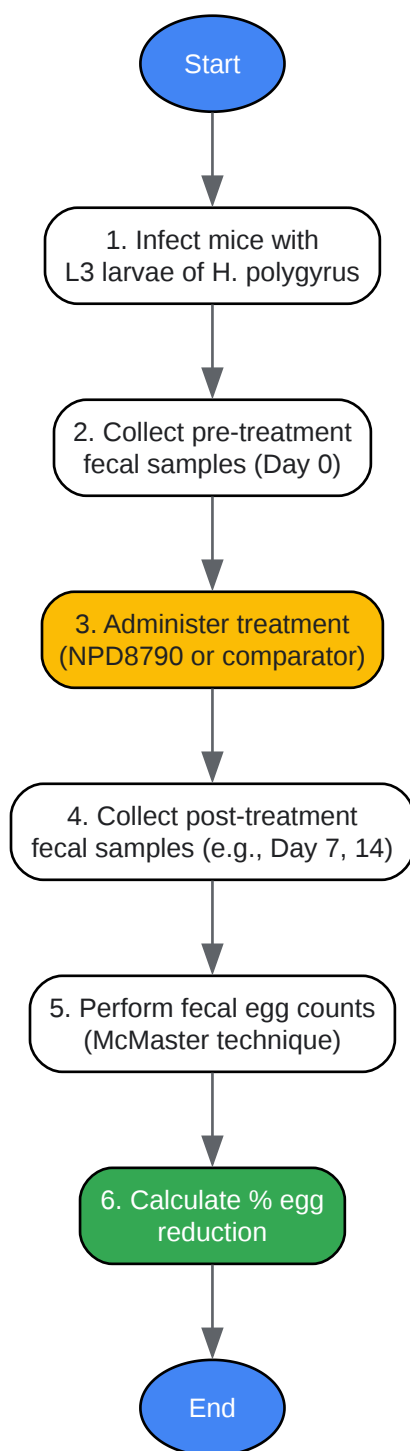 Start
1. Infect mice with
L3 larvae of H. polygyrus
2. Collect pre-treatment
fecal samples (Day 0)
3. Administer treatment
(NPD8790 or comparator)
4. Collect post-treatment
fecal samples (e.g., Day 7, 14)
5. Perform fecal egg counts
(McMaster technique)
6. Calculate % egg
reduction
End